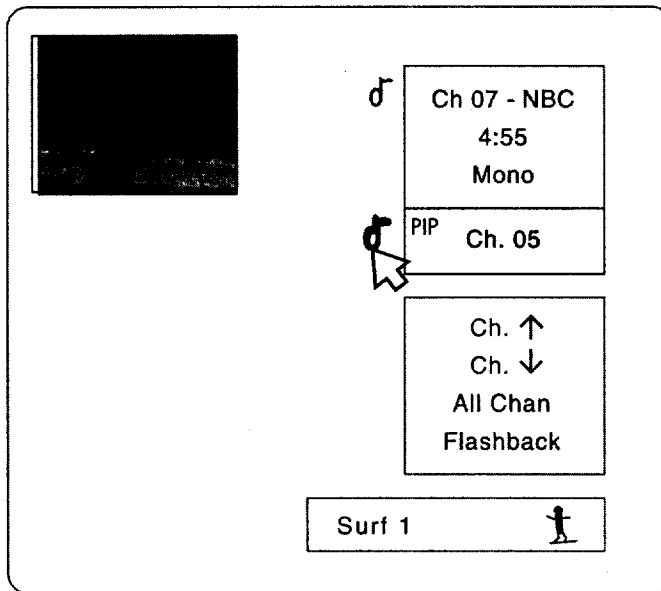 Ch 07 - NBC
4:55
Mono
PIP Ch. 05
Ch. ↑
Ch. ↓
All Chan
Flashback
Surf 1